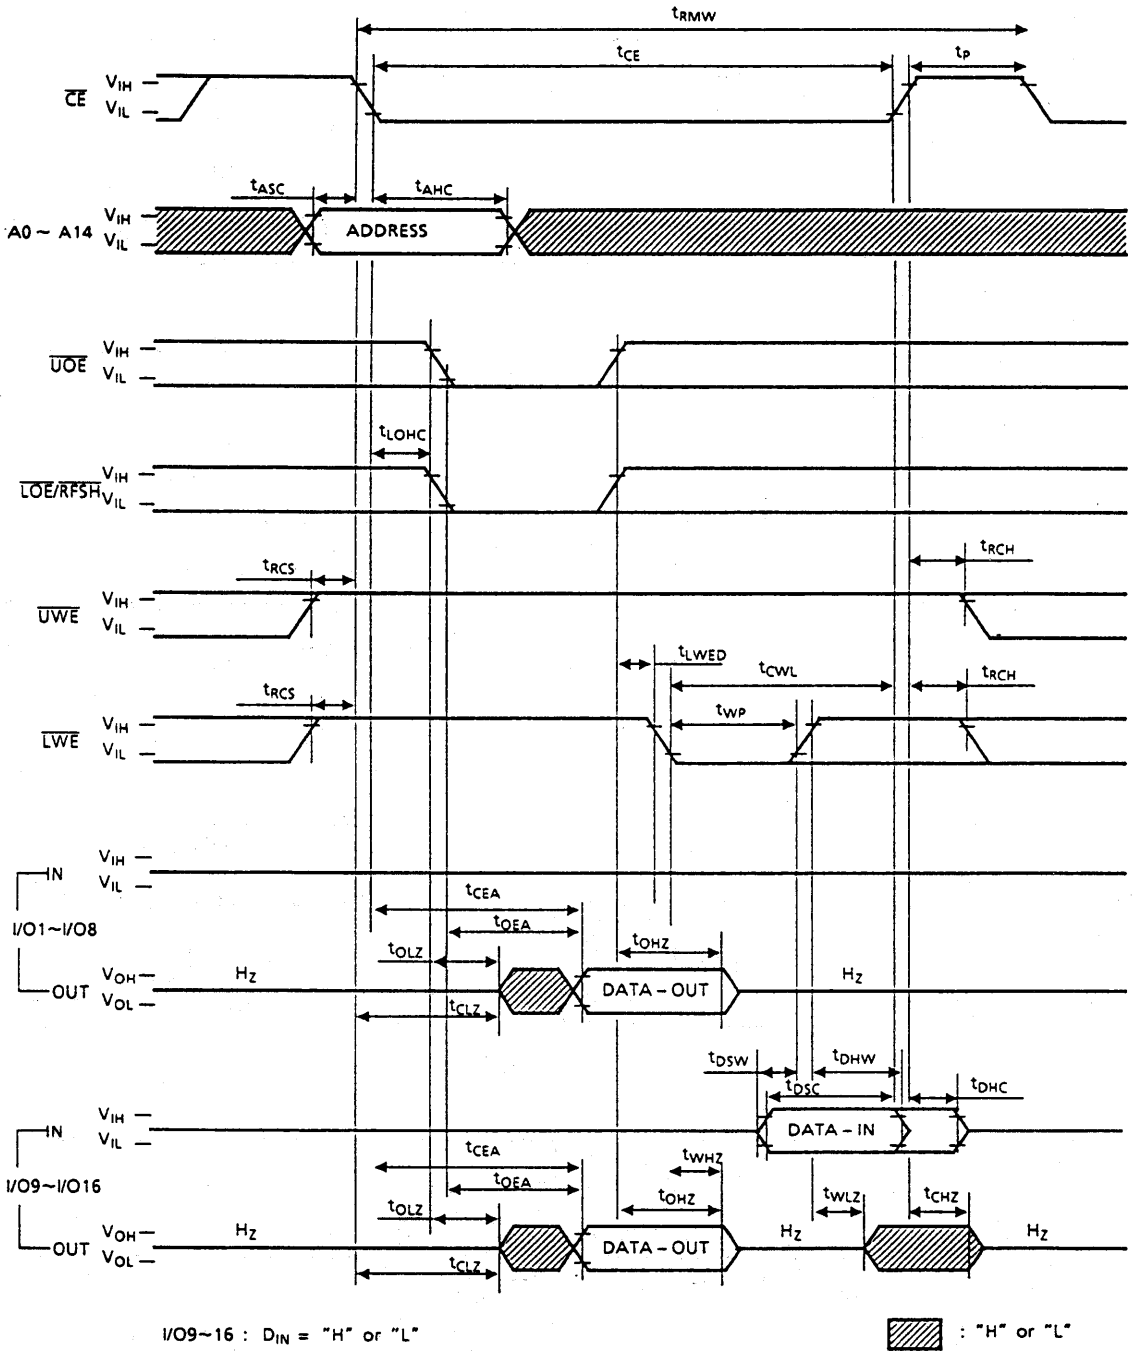 tRMW
tCE
tP
CE
VIH
VIL
tASC
tAHC
A0 ~ A14
VIH
VIL
ADDRESS
UOE
VIH
VIL
tLOHC
LOE/RFSH
VIH
VIL
tRCS
tRCH
UWE
VIH
VIL
tLWED
tCWL
tRCS
tRCH
tWP
LWE
VIH
VIL
VIH
IN
VIL
tCEA
I/O1~I/O8
tOEA
tOLZ
tOHZ
VOH
HZ
DATA-OUT
HZ
OUT
VOL
tCLZ
tDSW
tDHW
tDSC
tDHC
VIH
IN
VIL
DATA-IN
tCEA
tWHZ
I/O9~I/O16
tOEA
tOLZ
tOHZ
tWLZ
tCHZ
VOH
HZ
DATA-OUT
HZ
HZ
OUT
VOL
tCLZ
I/O9~16 : DIN = "H" or "L"
: "H" or "L"